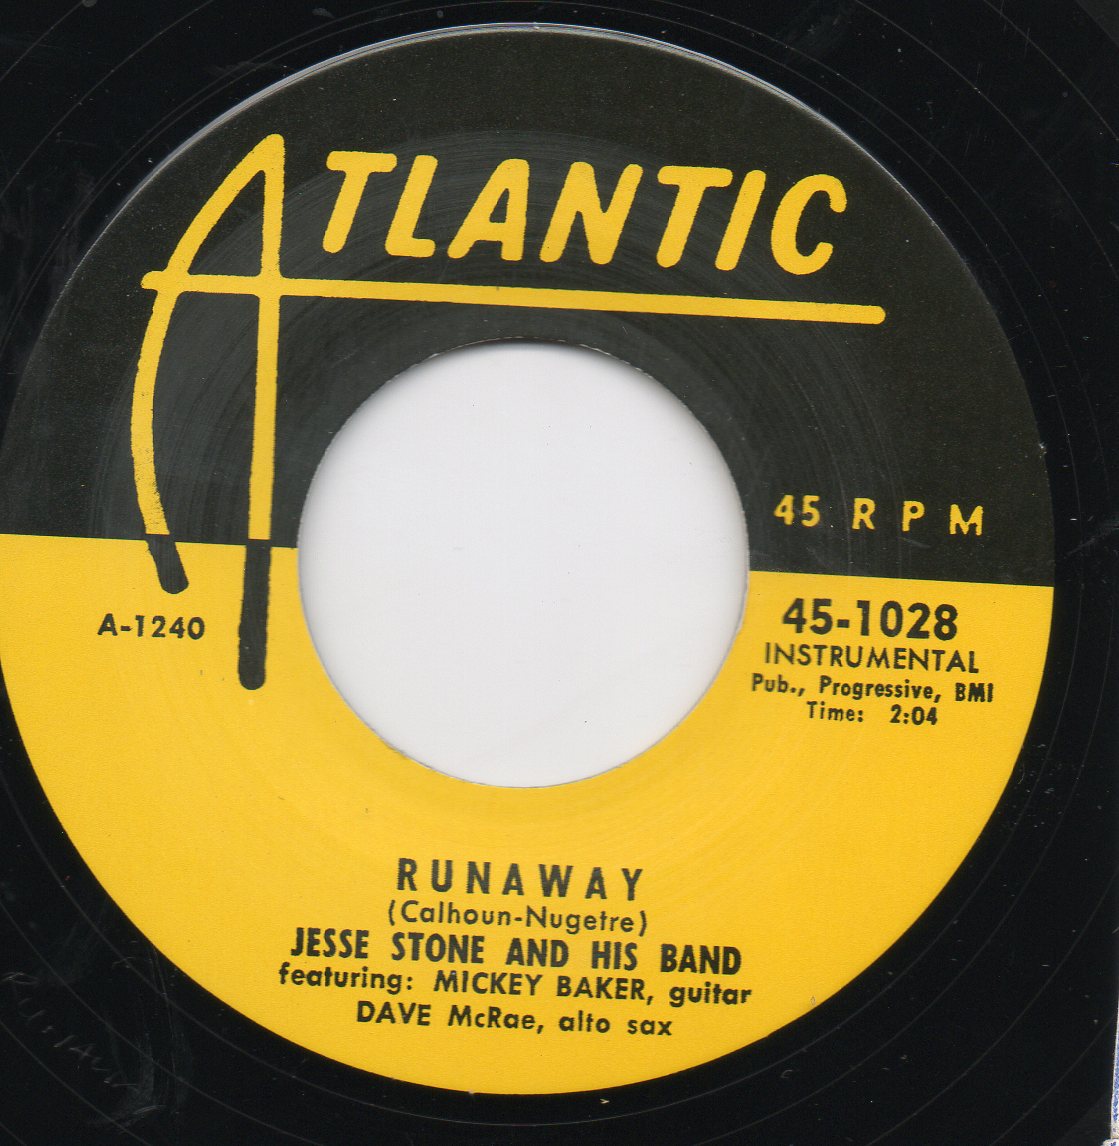 ATLANTIC
45 RPM
A-1240
45-1028
INSTRUMENTAL
Pub., Progressive, BMI
Time: 2:04
RUNAWAY
(Calhoun-Nugetre)
JESSE STONE AND HIS BAND
featuring: MICKEY BAKER, guitar
DAVE McRae, alto sax